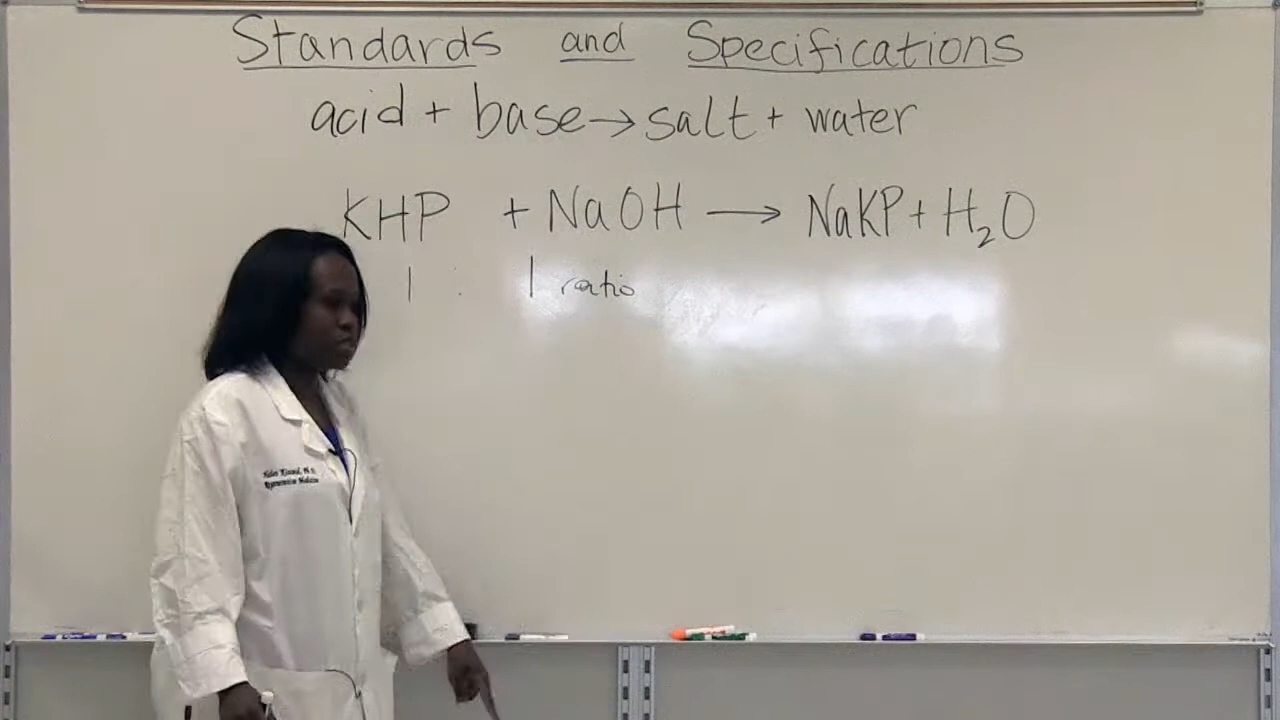 Standards and Specifications
acid + base → salt + water
KHP + NaOH → NaKP + H₂O
1 : 1 ratio